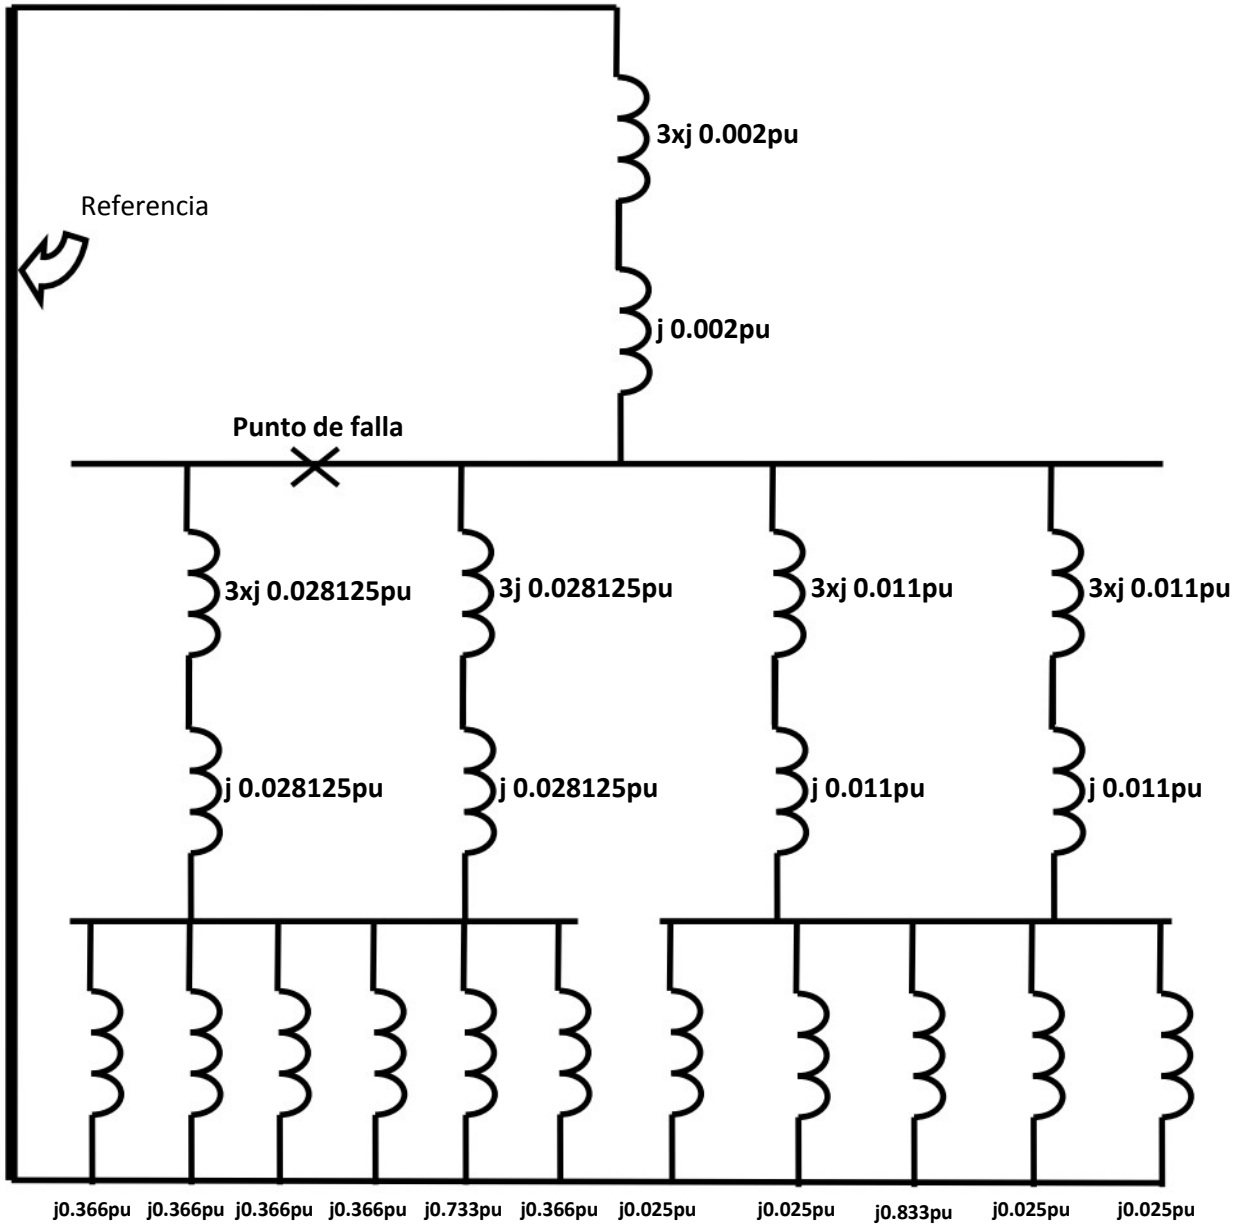 3xj 0.002pu
Referencia
j 0.002pu
Punto de falla
3xj 0.028125pu
3j 0.028125pu
3xj 0.011pu
3xj 0.011pu
j 0.028125pu
j 0.028125pu
j 0.011pu
j 0.011pu
j0.366pu
j0.366pu
j0.366pu
j0.366pu
j0.733pu
j0.366pu
j0.025pu
j0.025pu
j0.833pu
j0.025pu
j0.025pu